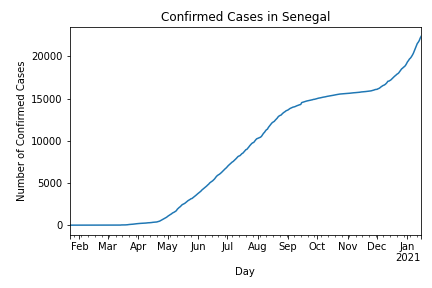 Confirmed Cases in Senegal
Number of Confirmed Cases
20000
15000
10000
5000
0
Feb Mar Apr May Jun Jul Aug Sep Oct Nov Dec Jan
2021
Day